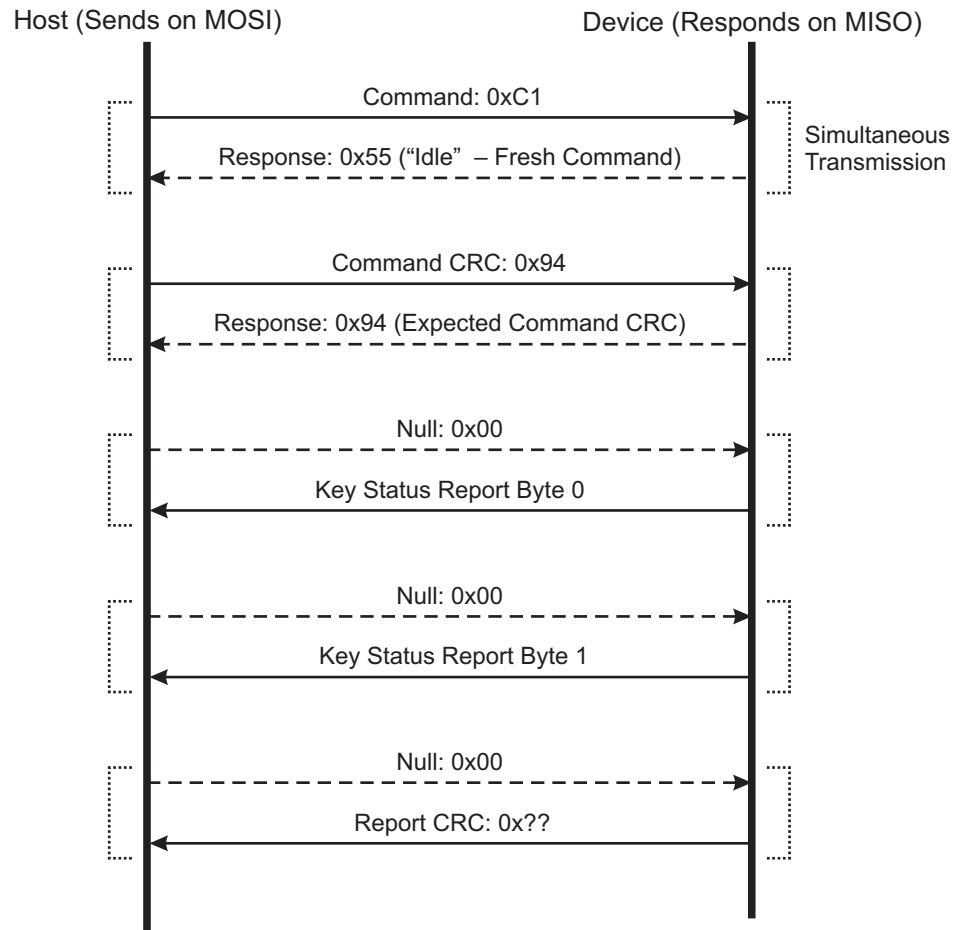 Host (Sends on MOSI)
Device (Responds on MISO)
Command: 0xC1
Response: 0x55 (“Idle” – Fresh Command)
Simultaneous
Transmission
Command CRC: 0x94
Response: 0x94 (Expected Command CRC)
Null: 0x00
Key Status Report Byte 0
Null: 0x00
Key Status Report Byte 1
Null: 0x00
Report CRC: 0x??